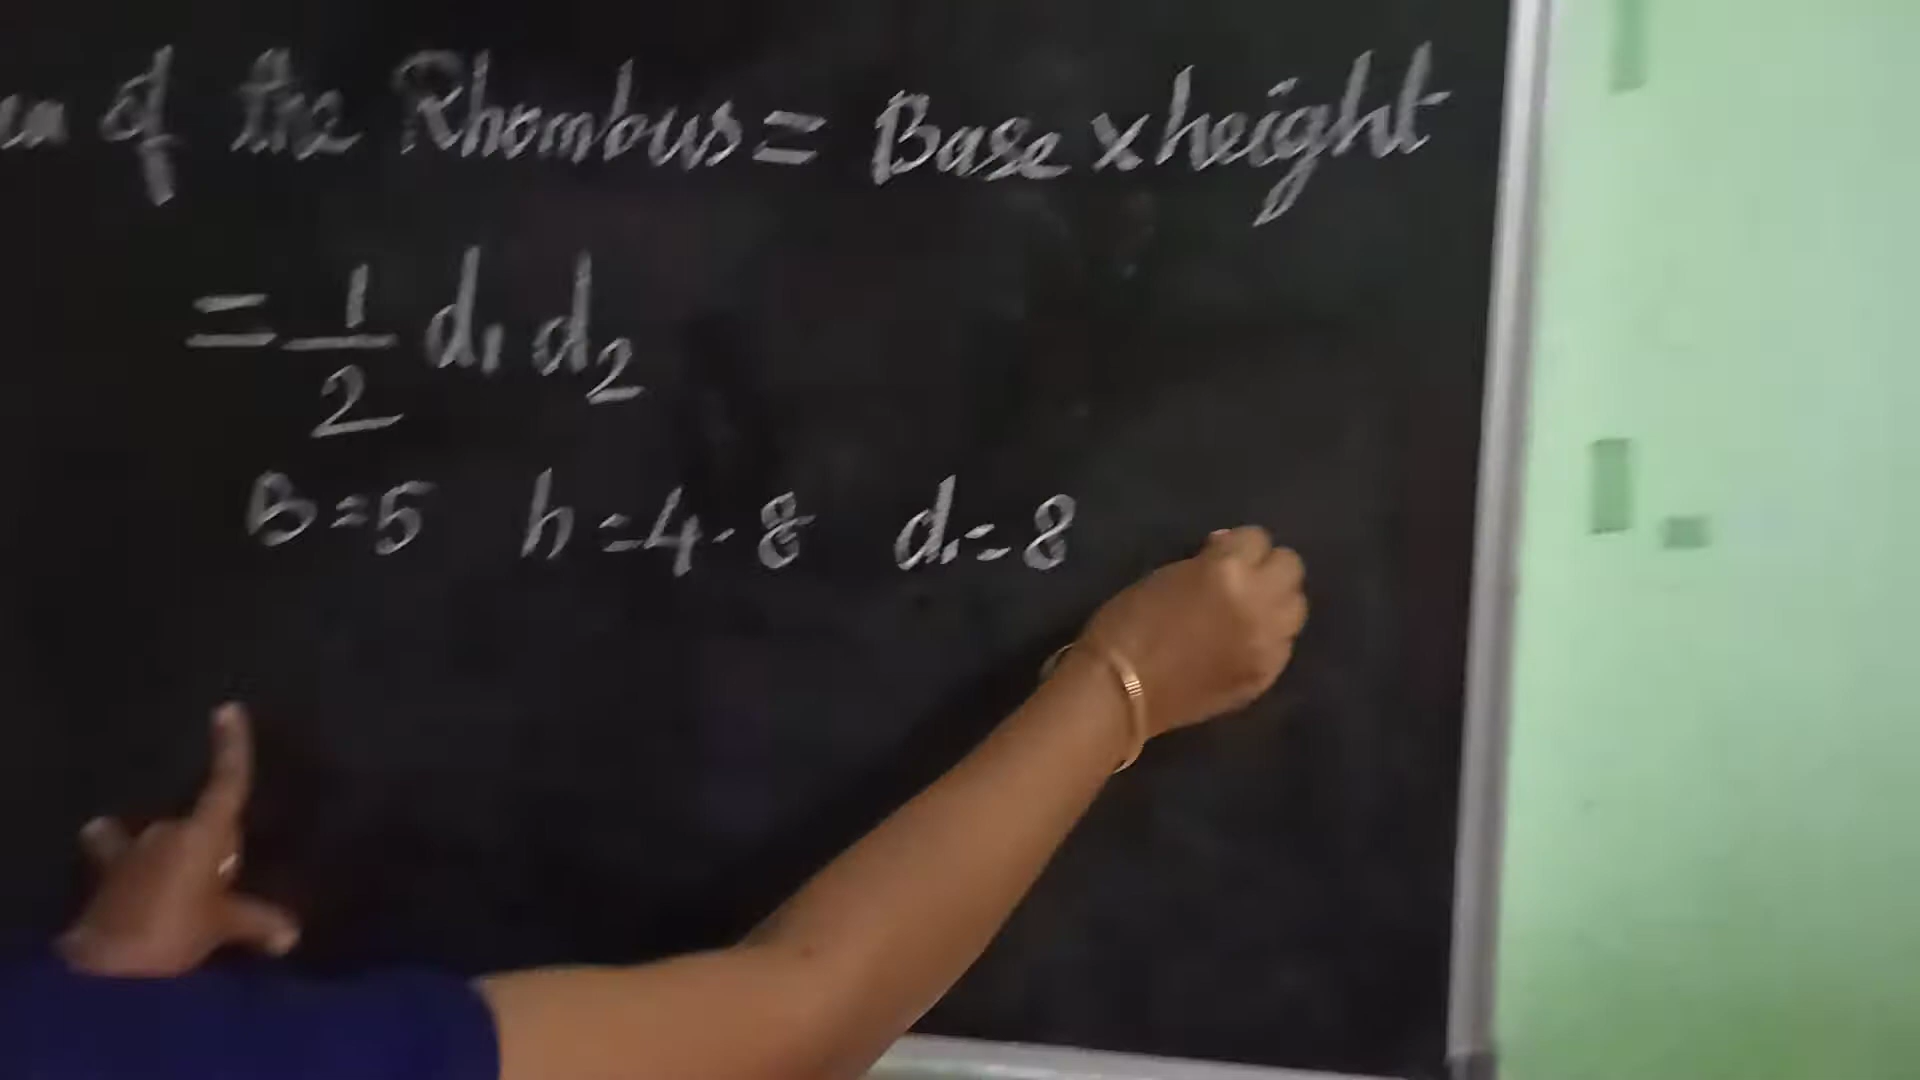 of the Rhombus = Base x height
= 1/2 d₁ d₂
B=5 h=4.8 d₁=8